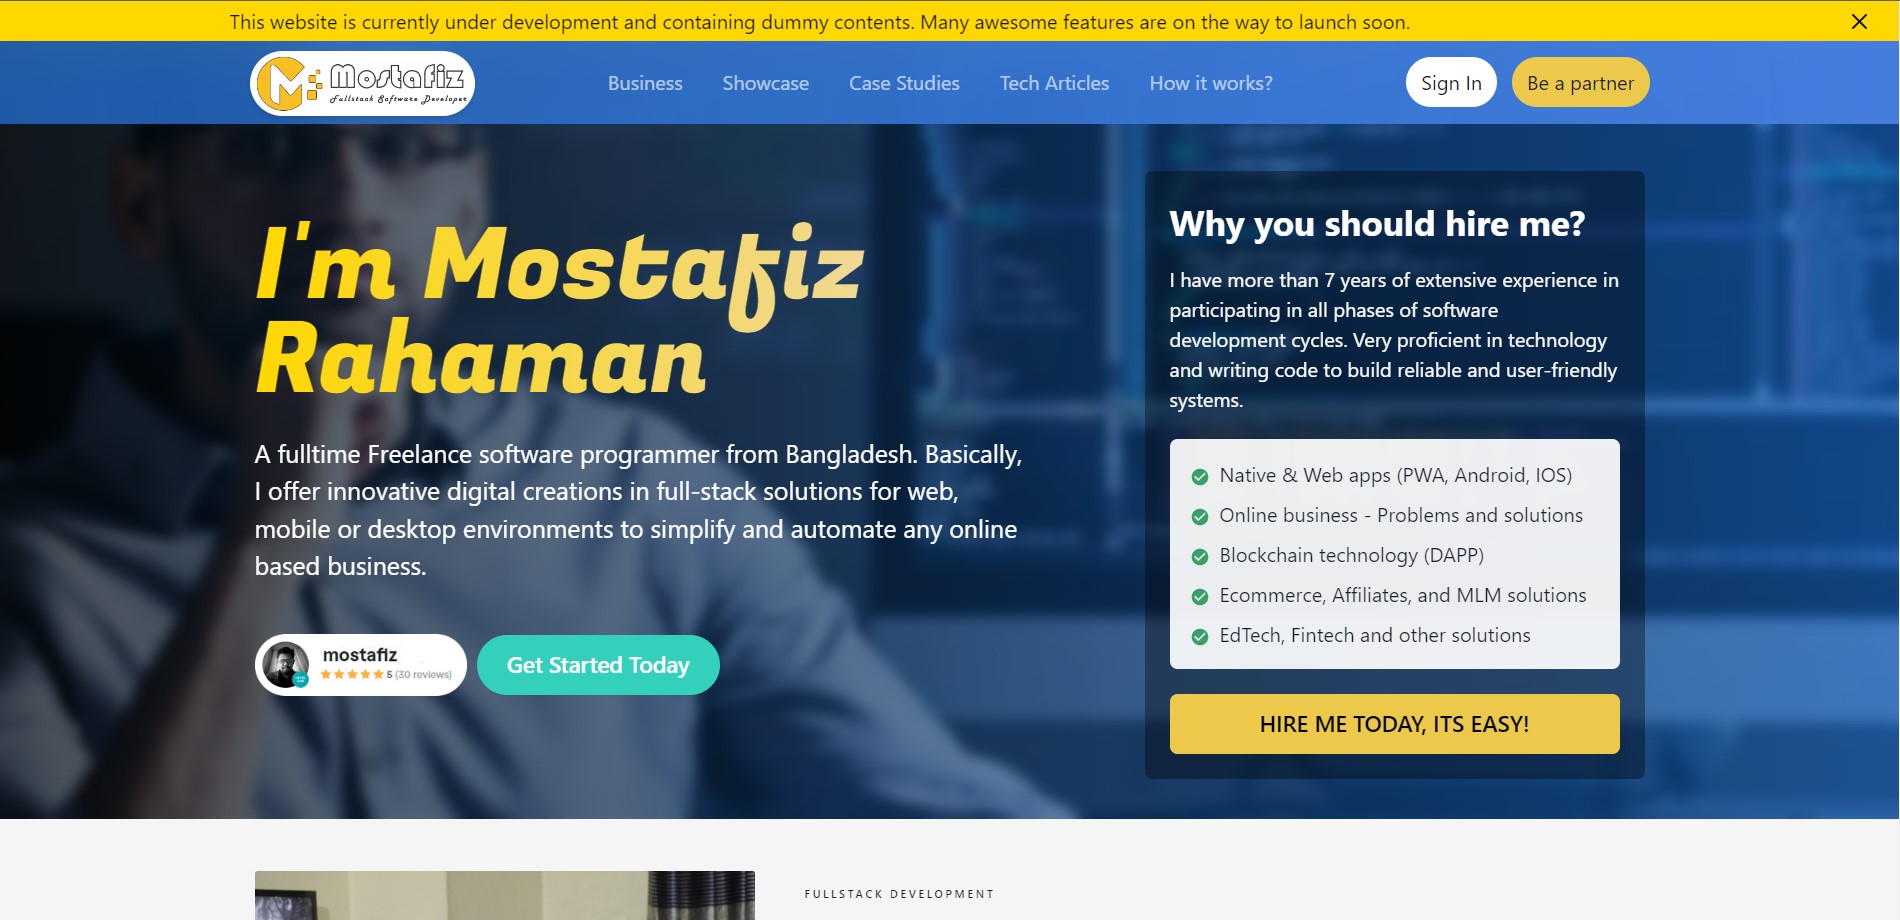 This website is currently under development and containing dummy contents. Many awesome features are on the way to launch soon.
Mostafiz
Fullstack Software Developer
Business
Showcase
Case Studies
Tech Articles
How it works?
Sign In
Be a partner
I'm Mostafiz
Rahaman
A fulltime Freelance software programmer from Bangladesh. Basically,
I offer innovative digital creations in full-stack solutions for web,
mobile or desktop environments to simplify and automate any online
based business.
mostafiz
5 (30 reviews)
Get Started Today
Why you should hire me?
I have more than 7 years of extensive experience in
participating in all phases of software
development cycles. Very proficient in technology
and writing code to build reliable and user-friendly
systems.
Native & Web apps (PWA, Android, IOS)
Online business - Problems and solutions
Blockchain technology (DAPP)
Ecommerce, Affiliates, and MLM solutions
EdTech, Fintech and other solutions
HIRE ME TODAY, ITS EASY!
FULLSTACK DEVELOPMENT